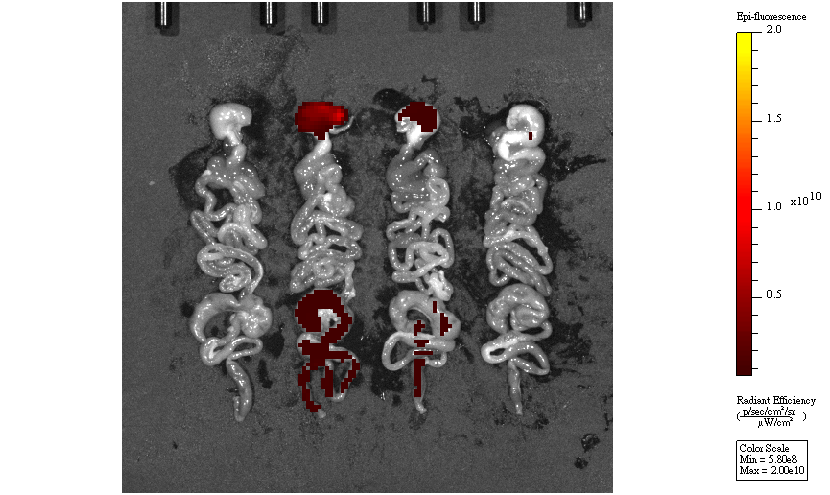 Epi-fluorescence
2.0
1.5
1.0 x10^10
0.5
Radiant Efficiency
(p/sec/cm²/sr)
µW/cm²
Color Scale
Min = 5.80e8
Max = 2.00e10